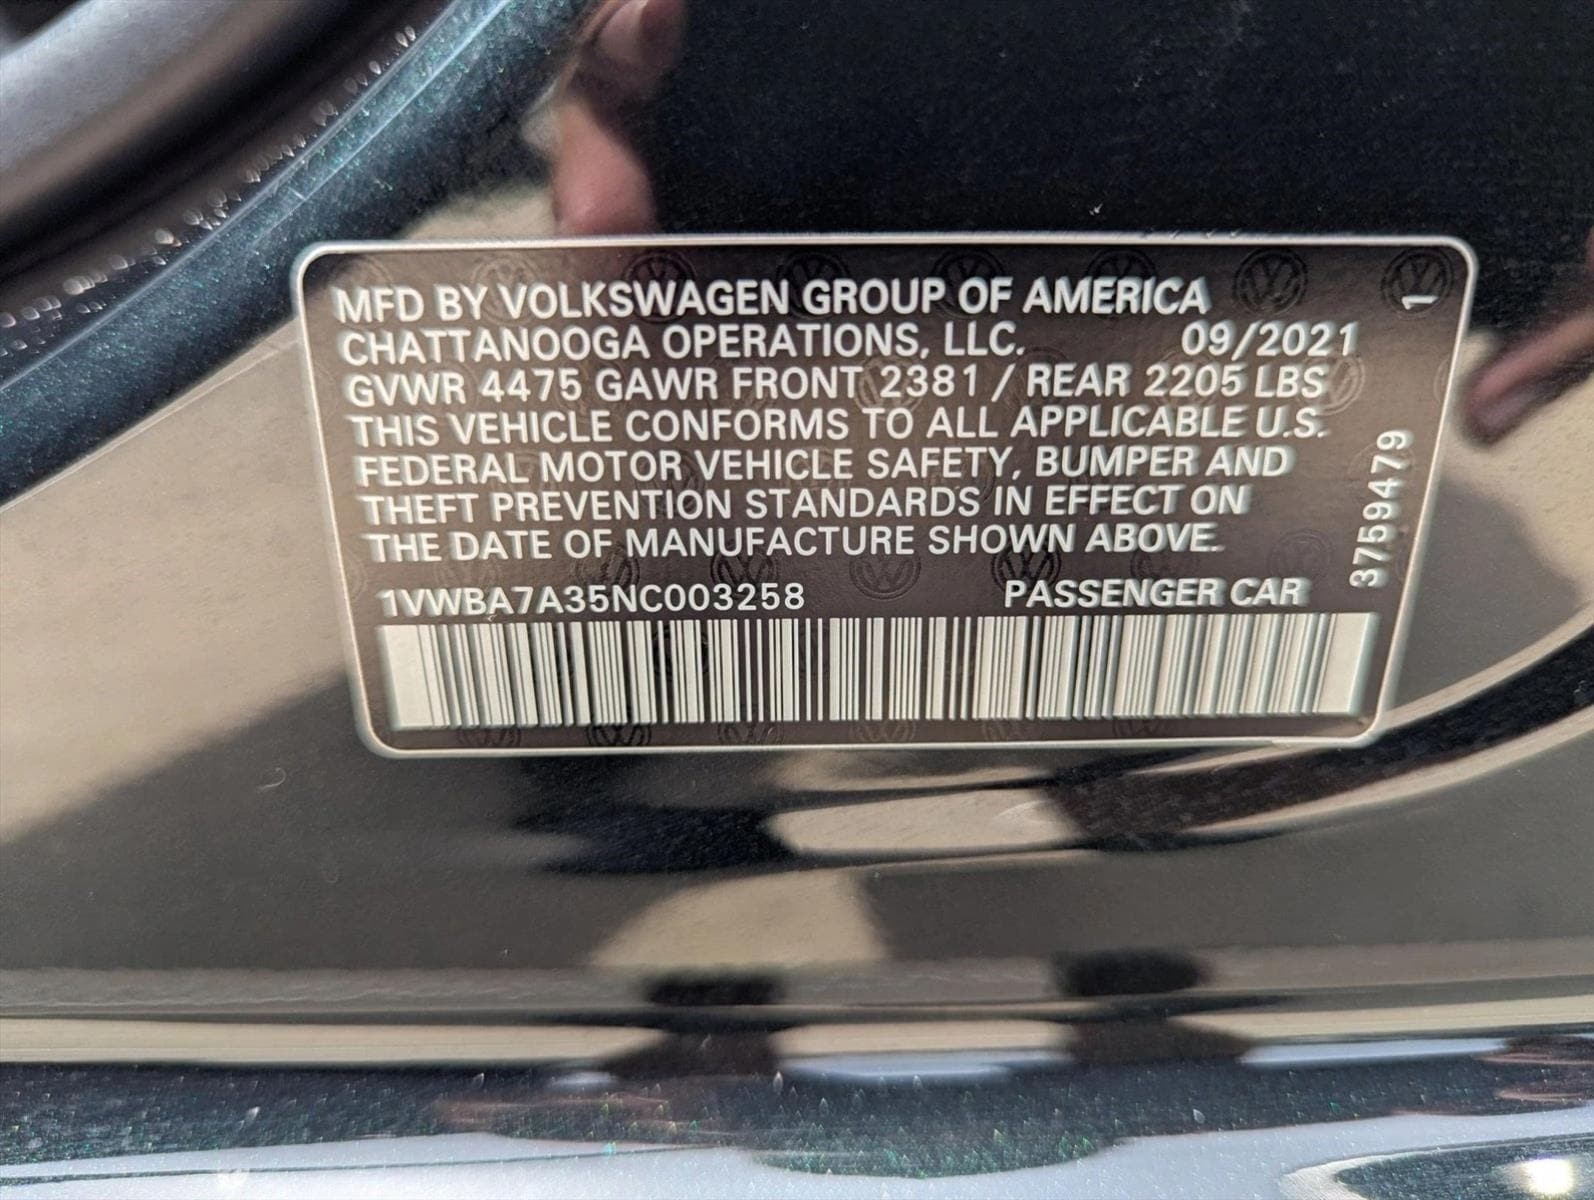 MFD BY VOLKSWAGEN GROUP OF AMERICA
CHATTANOOGA OPERATIONS, LLC. 09/2021
GVWR 4475 GAWR FRONT 2381 / REAR 2205 LBS
THIS VEHICLE CONFORMS TO ALL APPLICABLE U.S.
FEDERAL MOTOR VEHICLE SAFETY, BUMPER AND
THEFT PREVENTION STANDARDS IN EFFECT ON
THE DATE OF MANUFACTURE SHOWN ABOVE.
1VWBA7A35NC003258 PASSENGER CAR
3759479
1